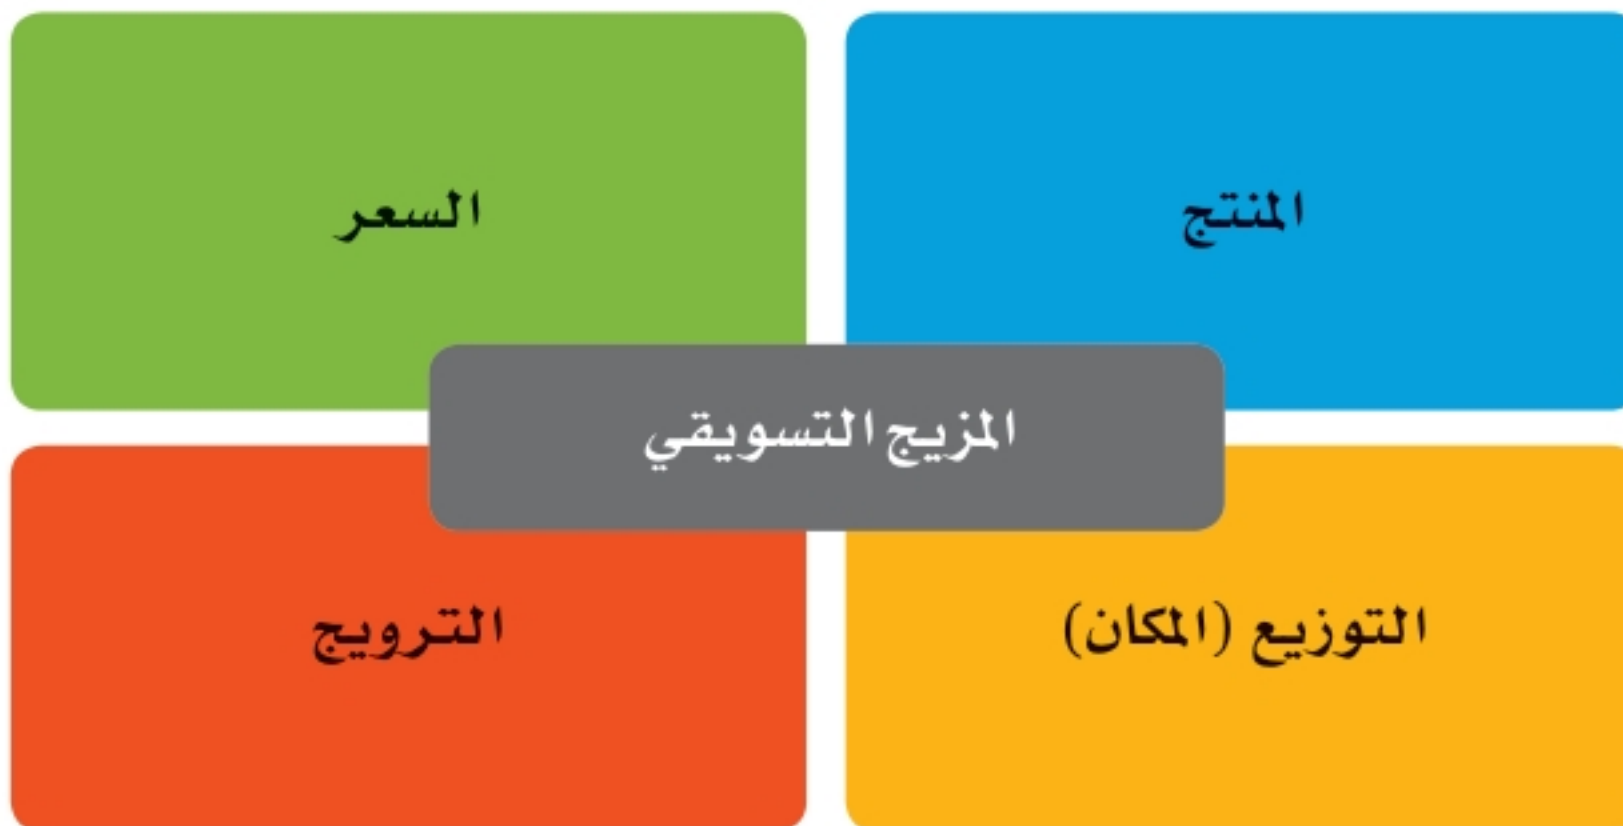 المنتج
السعر
المزيج التسويقي
التوزيع (المكان)
الترويج